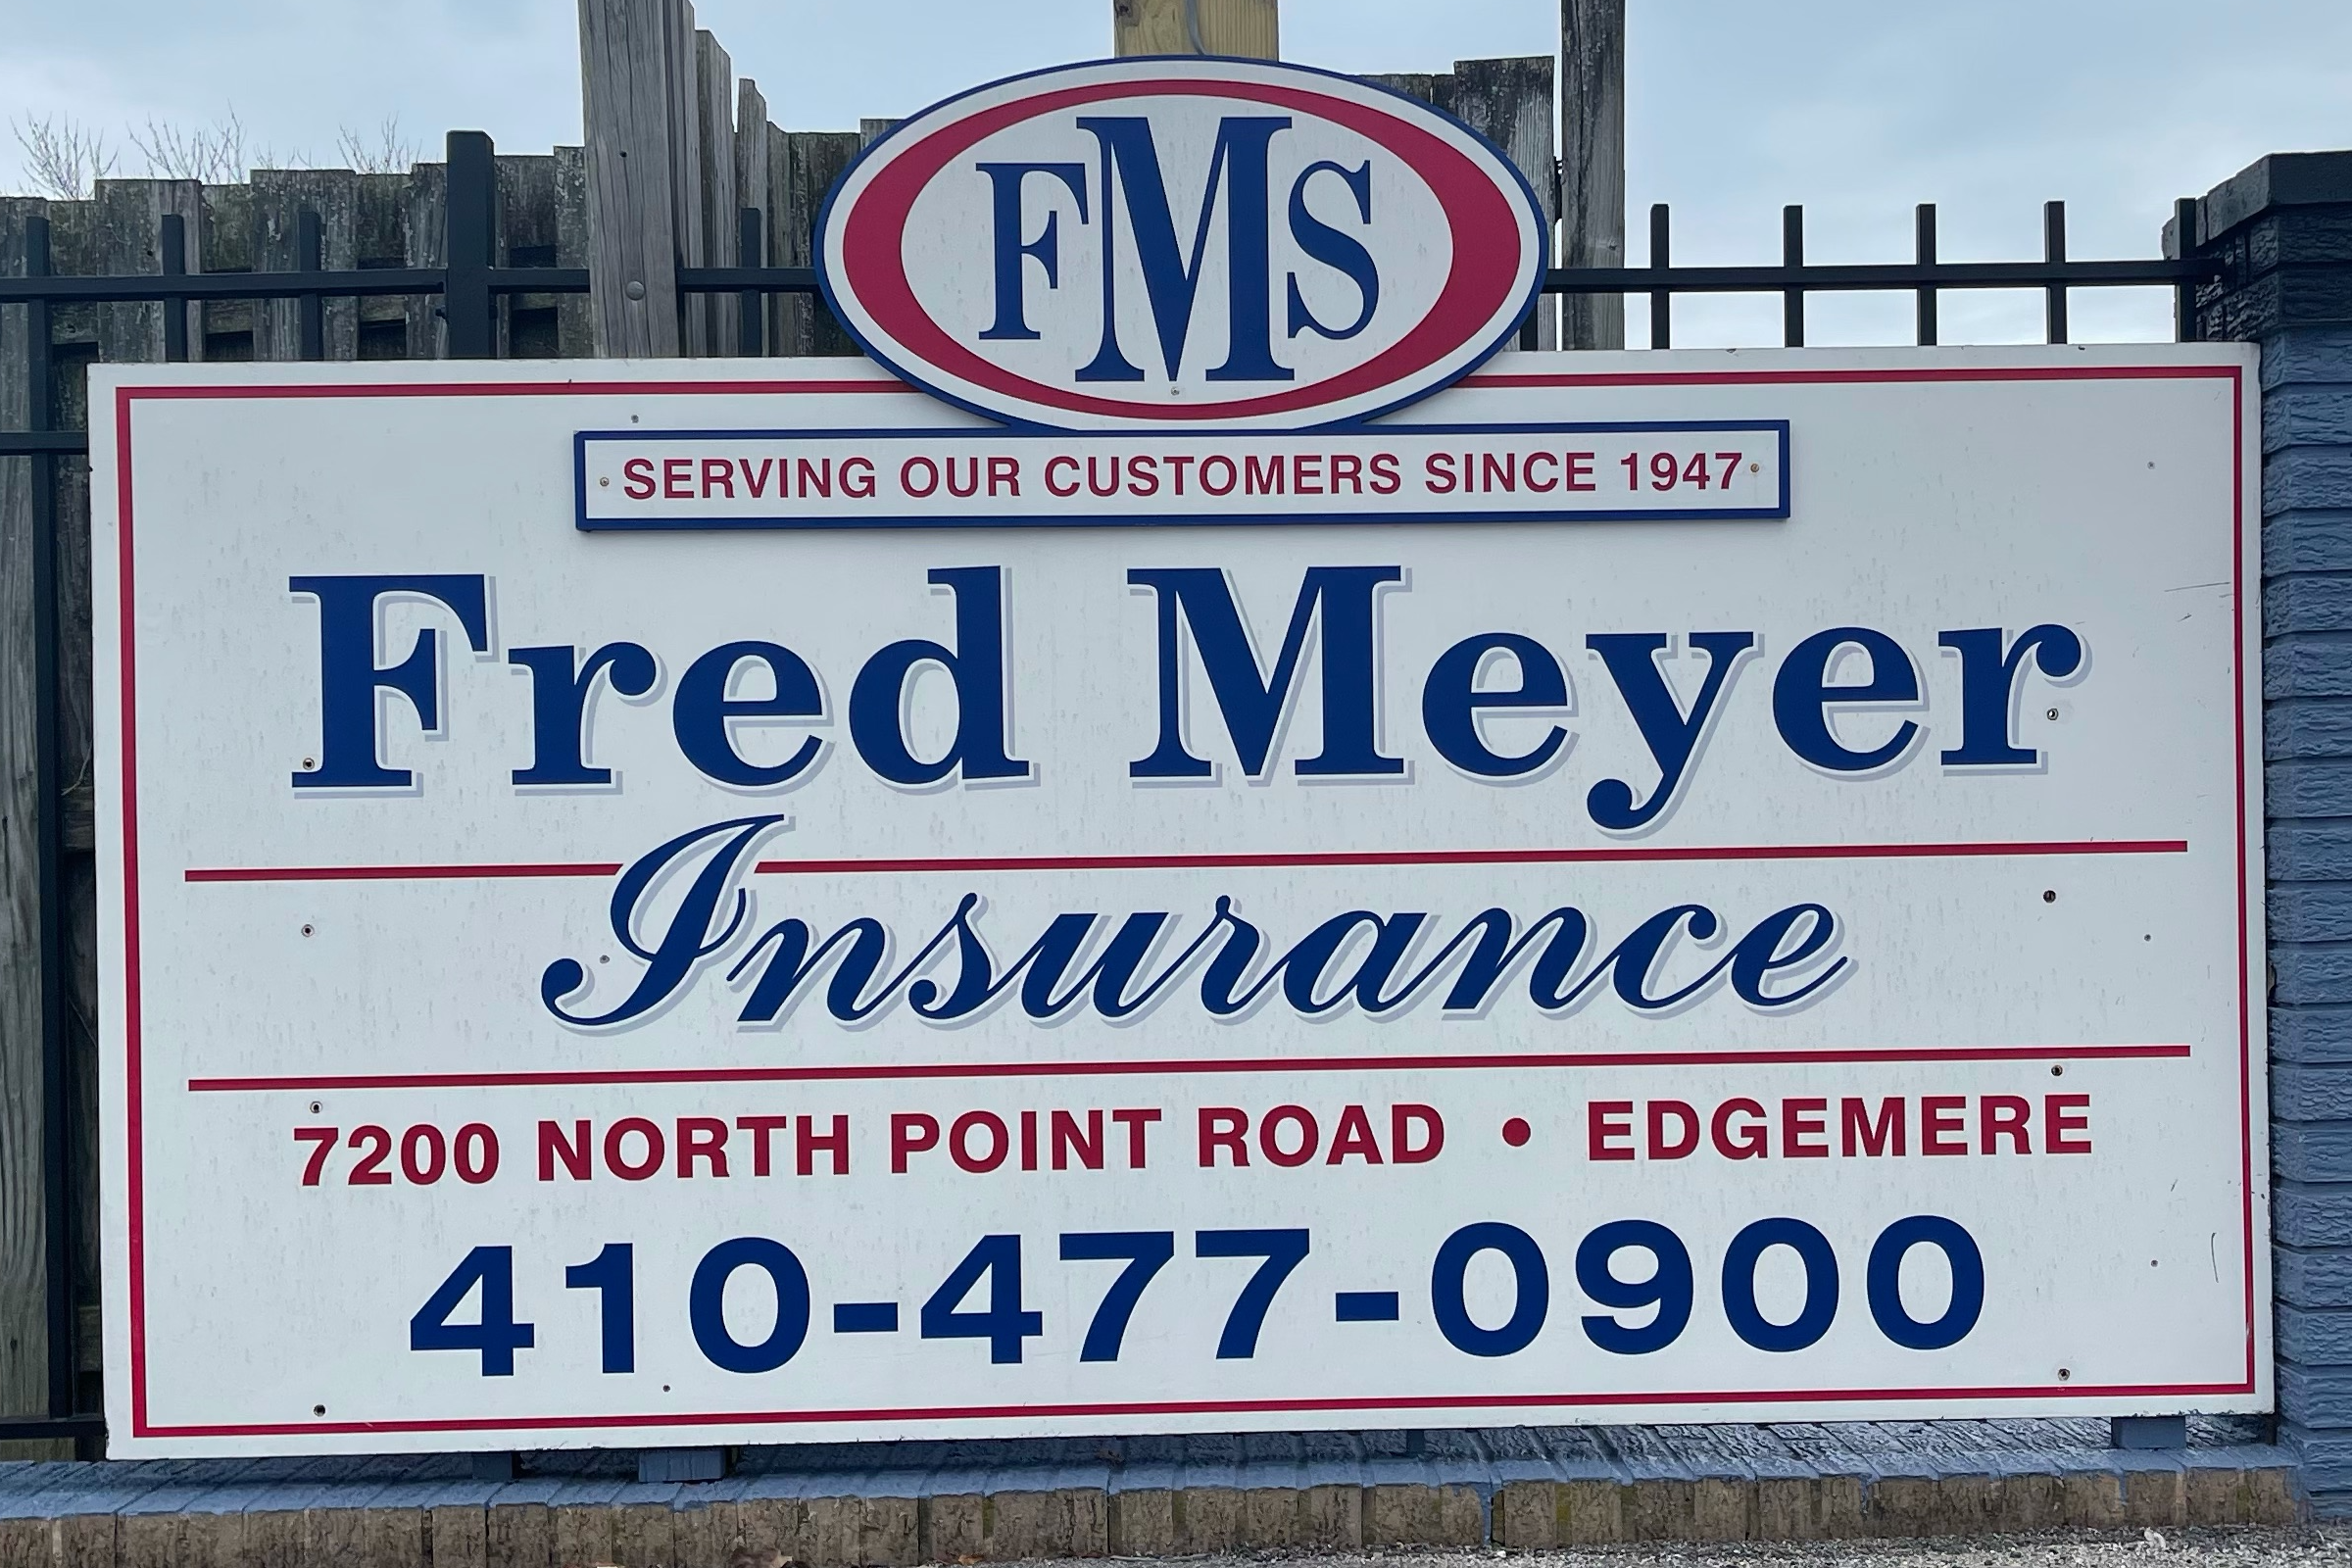 FMS
SERVING OUR CUSTOMERS SINCE 1947
Fred Meyer
Insurance
7200 NORTH POINT ROAD • EDGEMERE
410-477-0900